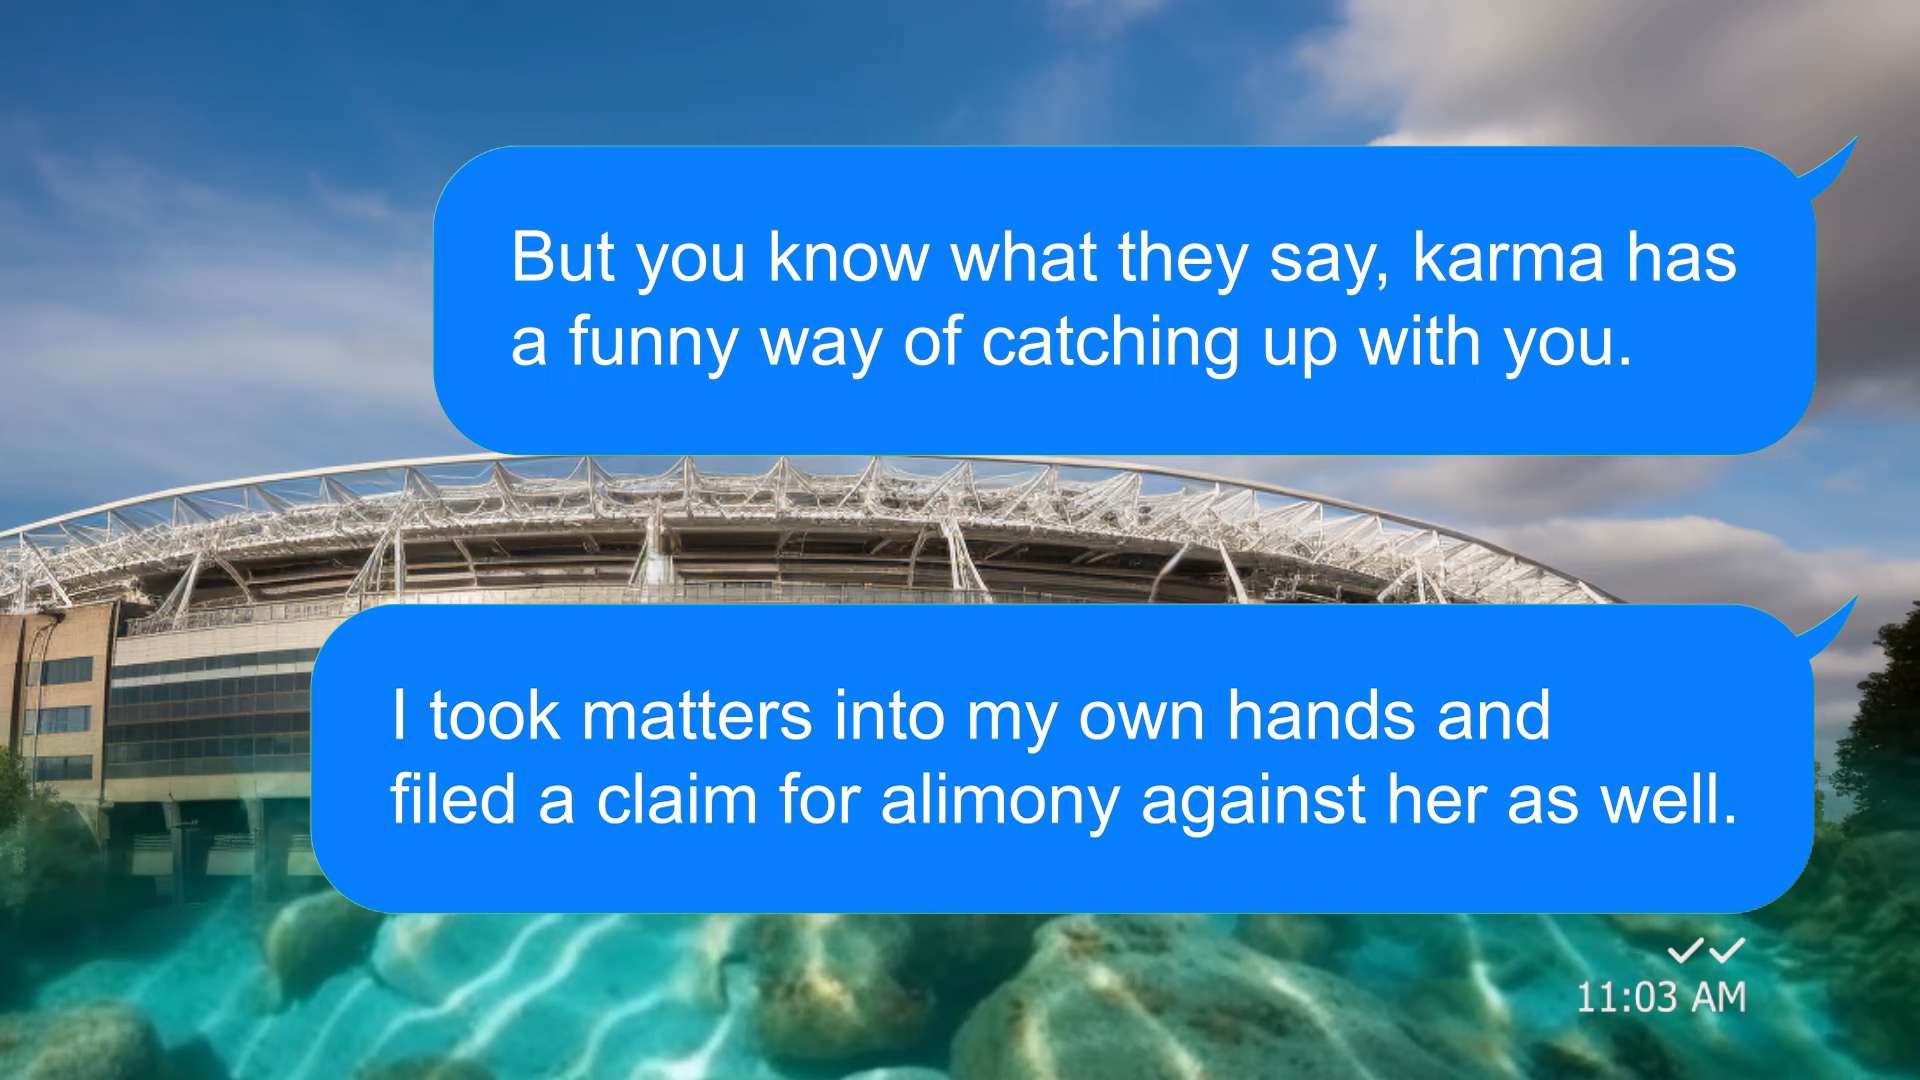 But you know what they say, karma has
a funny way of catching up with you.
I took matters into my own hands and
filed a claim for alimony against her as well.
11:03 AM